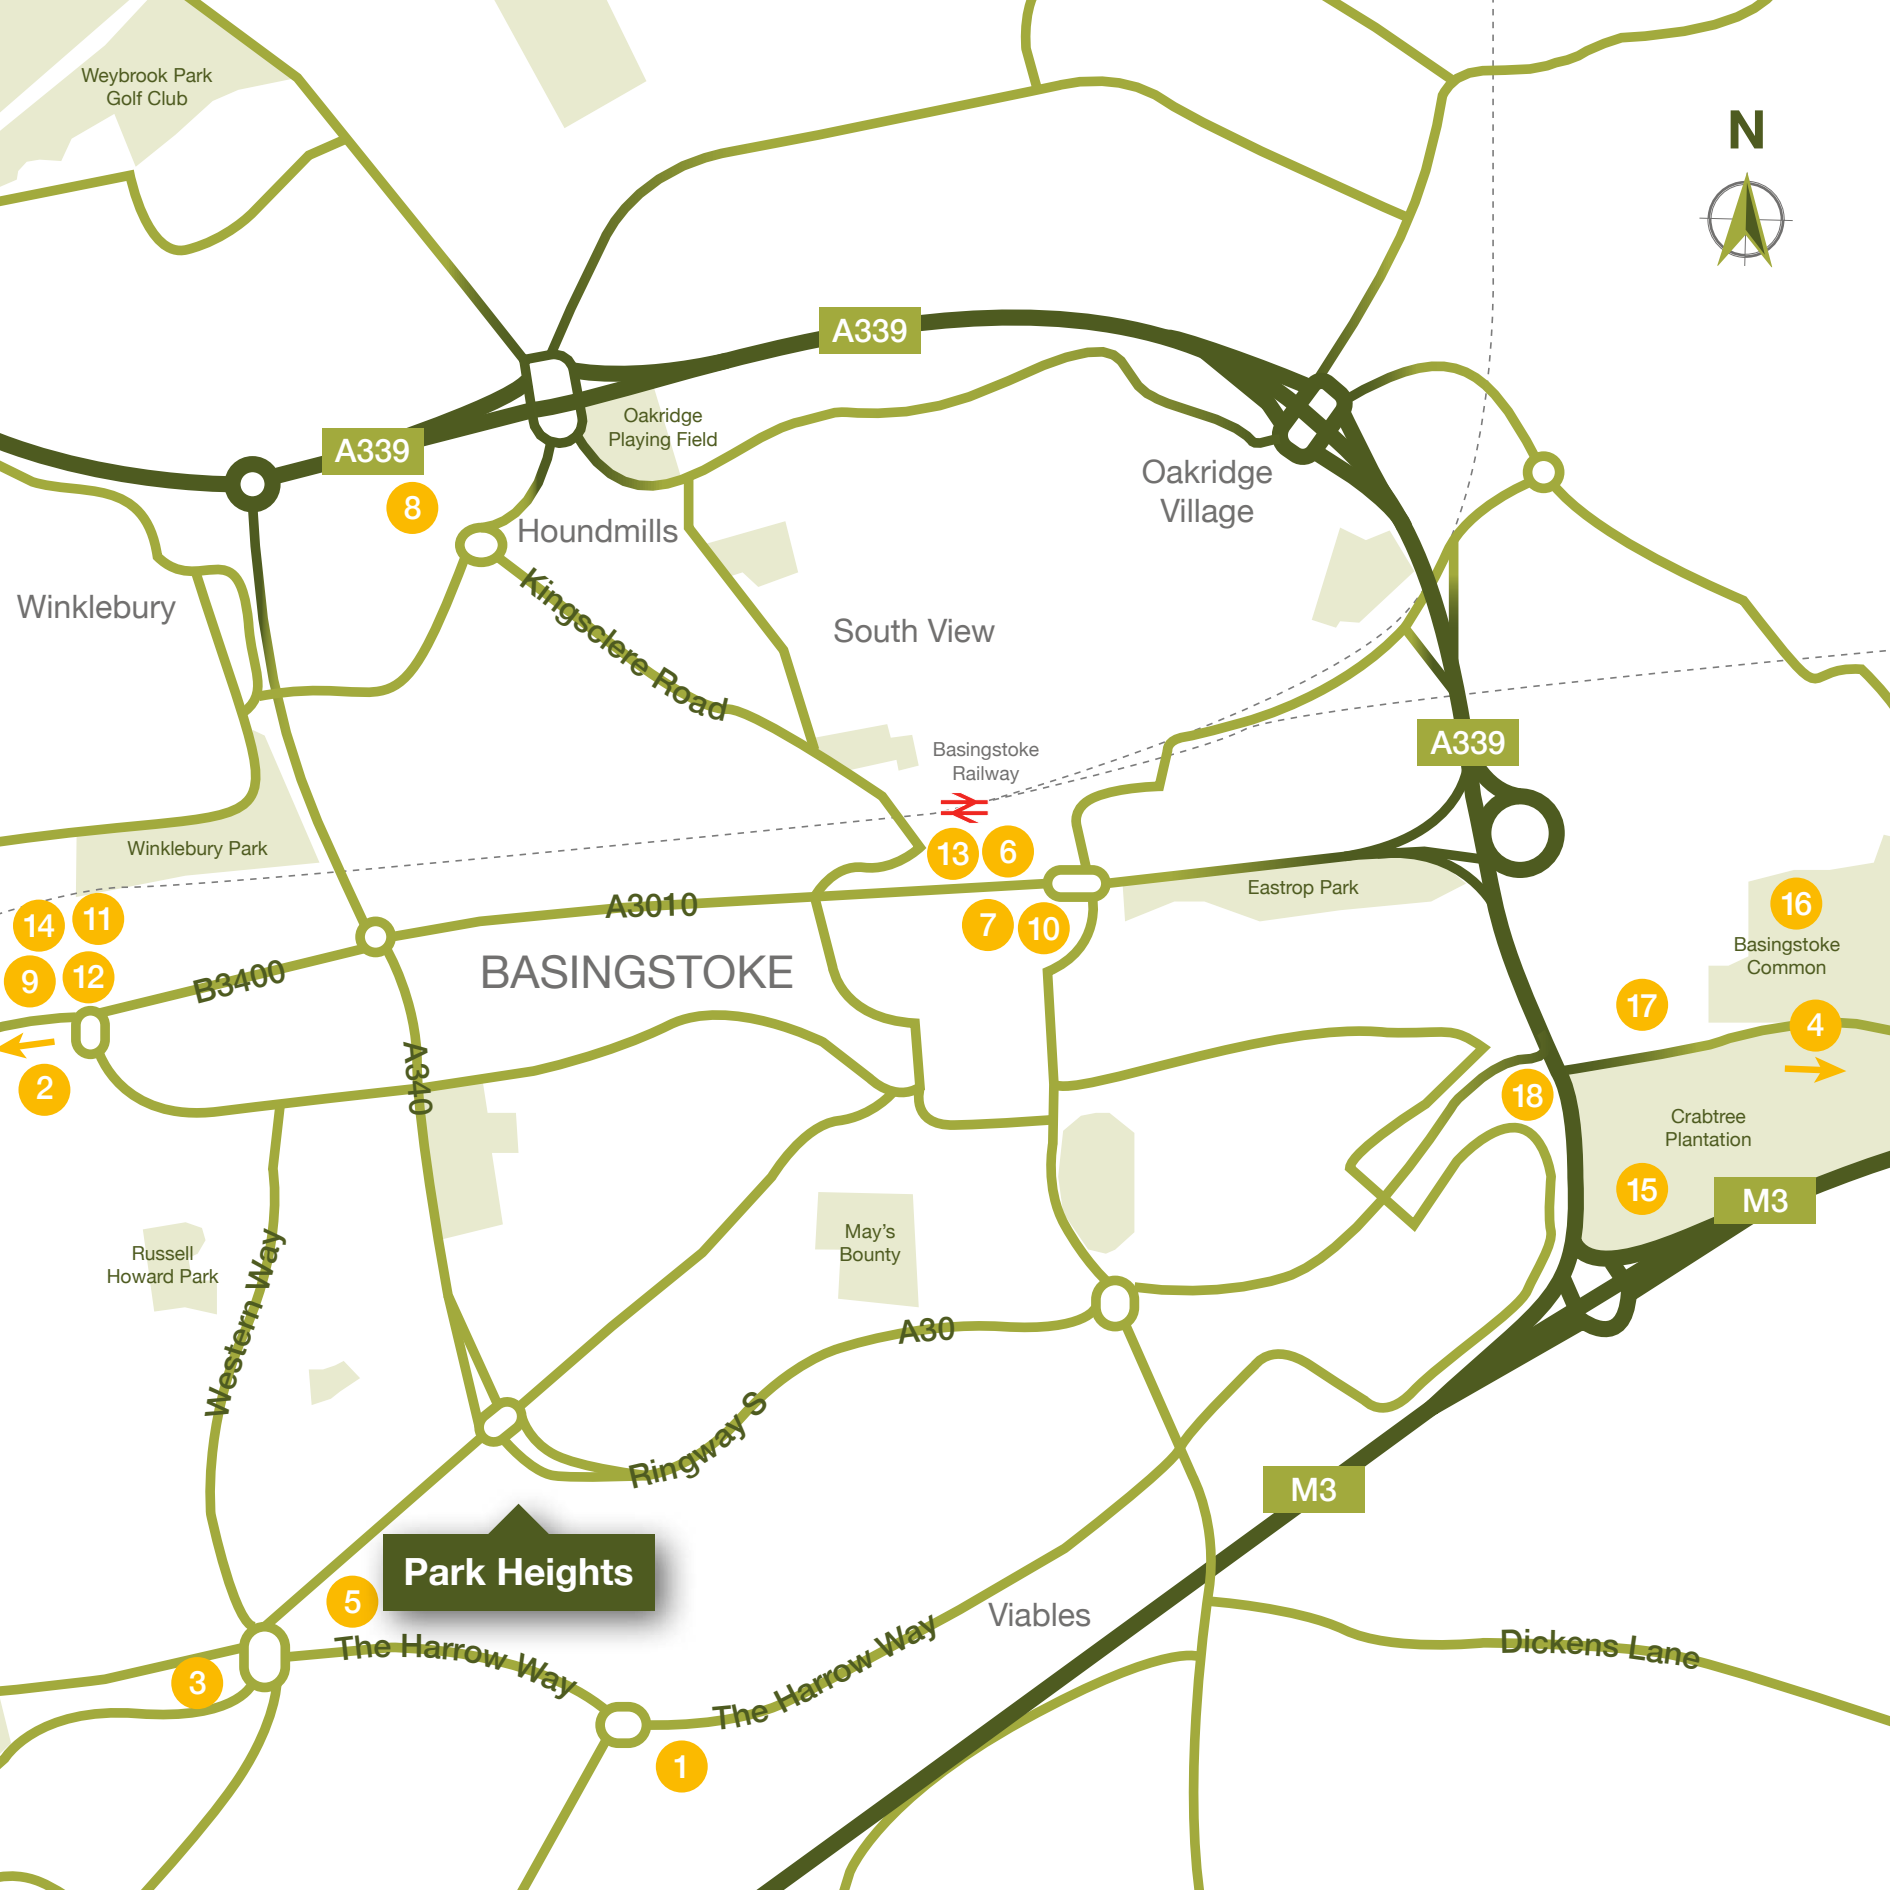 Weybrook Park
Golf Club
N
A339
A339
Oakridge
Playing Field
Oakridge
Village
8
Houndmills
Winklebury
Kingsclere Road
South View
Basingstoke
Railway
A339
Winklebury Park
13
6
Eastrop Park
A3010
14
11
7
10
16
Basingstoke
Common
9
12
B3400
BASINGSTOKE
17
4
2
A340
18
Crabtree
Plantation
15
M3
May's
Bounty
Russell
Howard Park
Western Way
A30
Ringway S
M3
Park Heights
5
Viables
The Harrow Way
The Harrow Way
Dickens Lane
3
1